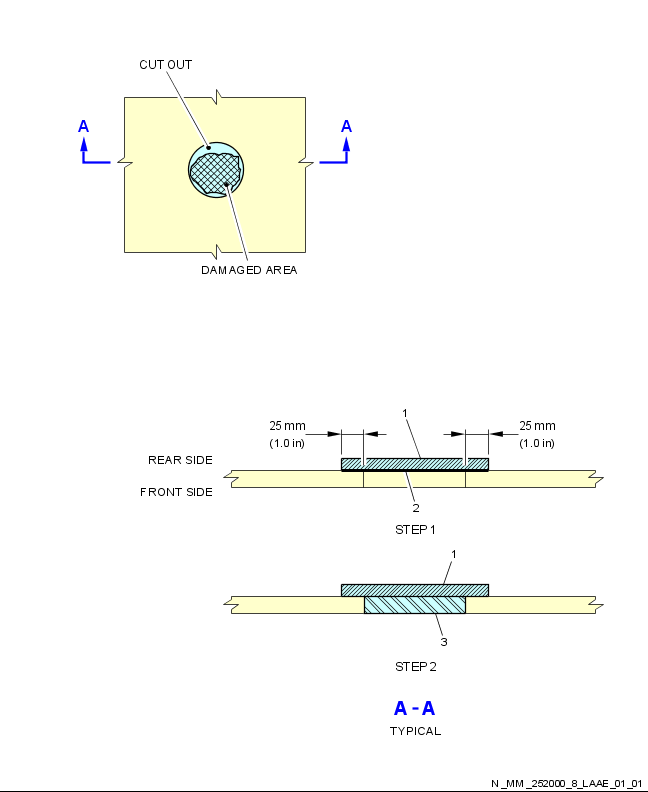 CUT OUT
A A
DAMAGED AREA
1
25 mm 25 mm
(1.0 in) (1.0 in)
REAR SIDE
FRONT SIDE
2
STEP 1
1
3
STEP 2
A - A
TYPICAL
N_MM_252000_8_LAAE_01_01